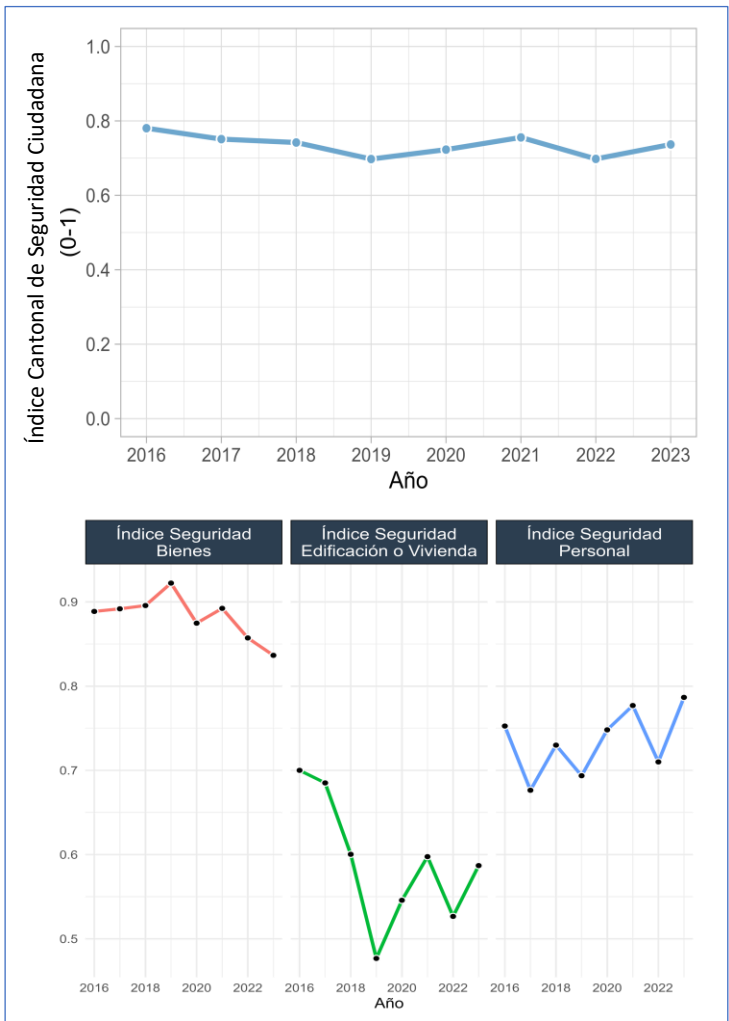 Índice Cantonal de Seguridad Ciudadana
(0-1)
1.0
0.8
0.6
0.4
0.2
0.0
2016 2017 2018 2019 2020 2021 2022 2023
Año
Índice Seguridad
Bienes
Índice Seguridad
Edificación o Vivienda
Índice Seguridad
Personal
0.9
0.8
0.7
0.6
0.5
2016 2018 2020 2022 2016 2018 2020 2022 2016 2018 2020 2022
Año